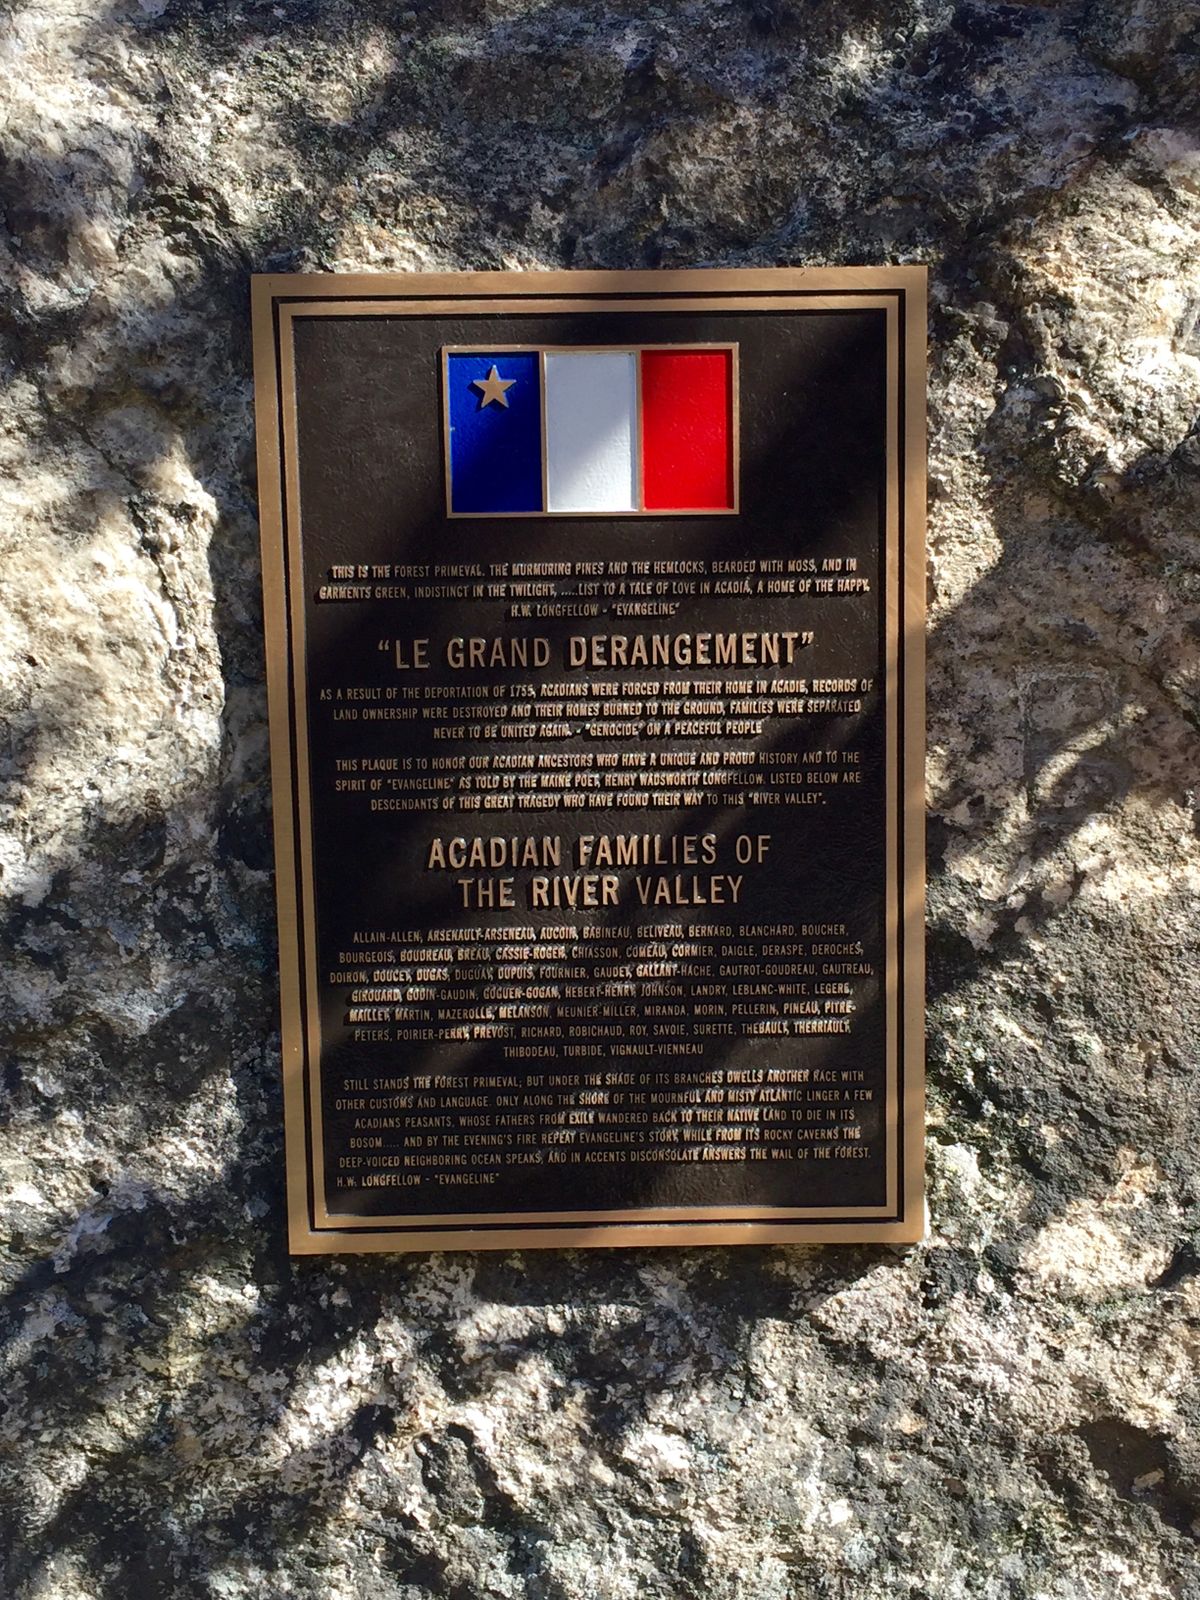 THIS IS THE FOREST PRIMEVAL. THE MURMURING PINES AND THE HEMLOCKS, BEARDED WITH MOSS, AND IN
GARMENTS GREEN, INDISTINCT IN THE TWILIGHT, .....LIST TO A TALE OF LOVE IN ACADIA, A HOME OF THE HAPPY.
H.W. LONGFELLOW - "EVANGELINE"
"LE GRAND DERANGEMENT"
AS A RESULT OF THE DEPORTATION OF 1755, ACADIANS WERE FORCED FROM THEIR HOME IN ACADIE, RECORDS OF
LAND OWNERSHIP WERE DESTROYED AND THEIR HOMES BURNED TO THE GROUND, FAMILIES WERE SEPARATED
NEVER TO BE UNITED AGAIN. - "GENOCIDE" ON A PEACEFUL PEOPLE
THIS PLAQUE IS TO HONOR OUR ACADIAN ANCESTORS WHO HAVE A UNIQUE AND PROUD HISTORY AND TO THE
SPIRIT OF "EVANGELINE" AS TOLD BY THE MAINE POET, HENRY WADSWORTH LONGFELLOW. LISTED BELOW ARE
DESCENDANTS OF THIS GREAT TRAGEDY WHO HAVE FOUND THEIR WAY TO THIS "RIVER VALLEY".
ACADIAN FAMILIES OF
THE RIVER VALLEY
ALLAIN-ALLEN, ARSENAULT-ARSENEAU, AUCOIN, BABINEAU, BELIVEAU, BERNARD, BLANCHARD, BOUCHER,
BOURGEOIS, BOUDREAU, BREAU, CASSIE-ROGER, CHIASSON, COMEAU, CORMIER, DAIGLE, DERASPE, DEROCHES,
DOIRON, DOUCET, DUGAS, DUGUAY, DUPUIS, FOURNIER, GAUDET, GALLANT-HACHE, GAUTROT-GOUDREAU, GAUTREAU,
GIROUARD, GODIN-GAUDIN, GOGUEN-GOGAN, HEBERT-HENRY, JOHNSON, LANDRY, LEBLANC-WHITE, LEGERE,
MAILLET, MARTIN, MAZEROLLE, MELANSON, MEUNIER-MILLER, MIRANDA, MORIN, PELLERIN, PINEAU, PITRE-
PETERS, POIRIER-PERRY, PREVOST, RICHARD, ROBICHAUD, ROY, SAVOIE, SURETTE, THEBAULT, THERRIAULT,
THIBODEAU, TURBIDE, VIGNAULT-VIENNEAU
STILL STANDS THE FOREST PRIMEVAL; BUT UNDER THE SHADE OF ITS BRANCHES DWELLS ANOTHER RACE WITH
OTHER CUSTOMS AND LANGUAGE. ONLY ALONG THE SHORE OF THE MOURNFUL AND MISTY ATLANTIC LINGER A FEW
ACADIANS PEASANTS, WHOSE FATHERS FROM EXILE WANDERED BACK TO THEIR NATIVE LAND TO DIE IN ITS
BOSOM..... AND BY THE EVENING'S FIRE REPEAT EVANGELINE'S STORY, WHILE FROM ITS ROCKY CAVERNS THE
DEEP-VOICED NEIGHBORING OCEAN SPEAKS, AND IN ACCENTS DISCONSOLATE ANSWERS THE WAIL OF THE FOREST.
H.W. LONGFELLOW - "EVANGELINE"